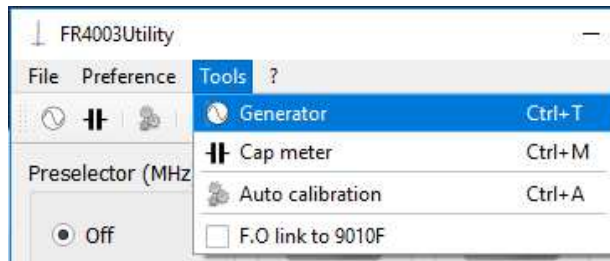 FR4003Utility
File Preference Tools ?
Generator Ctrl+T
Cap meter Ctrl+M
Preselector (MHz
Auto calibration Ctrl+A
Off
F.O link to 9010F